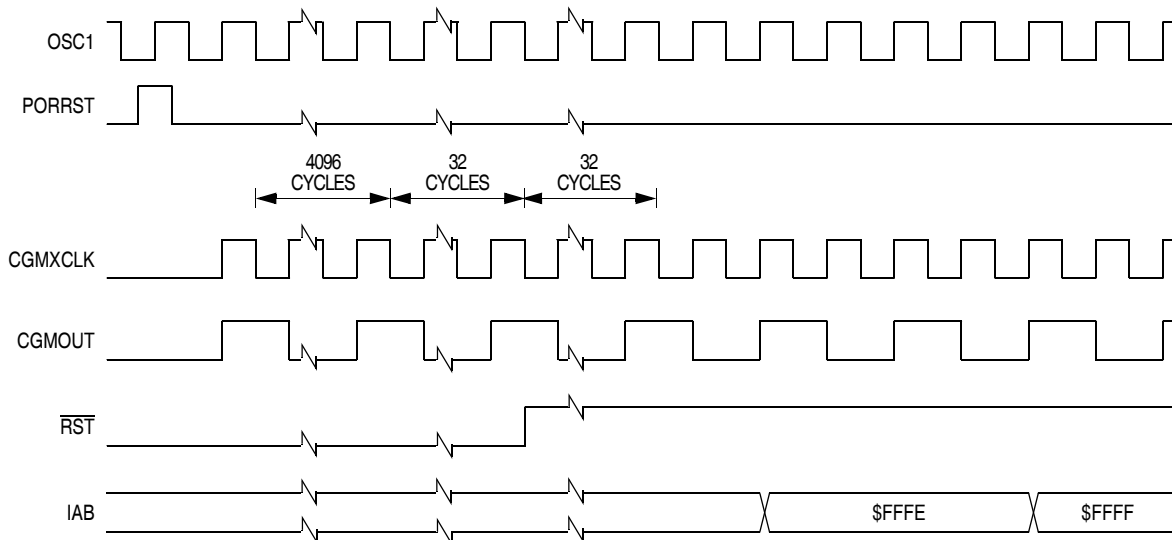 OSC1
PORRST
4096
CYCLES
32
CYCLES
32
CYCLES
CGMXCLK
CGMOUT
RST
IAB
$FFFE
$FFFF